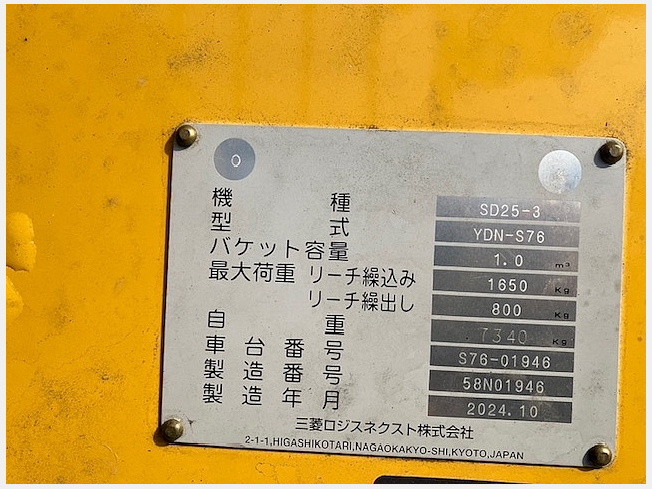 0
機種 SD25-3
型式 YDN-S76
バケット容量 1.0 m³
最大荷重 リーチ繰込み 1650 Kg
リーチ繰出し 800 Kg
自重 7340 Kg
車台番号 S76-01946
製造番号 58N01946
製造年月 2024.10
三菱ロジスネクスト株式会社
2-1-1,HIGASHIKOTARI,NAGAOKAKYO-SHI,KYOTO,JAPAN